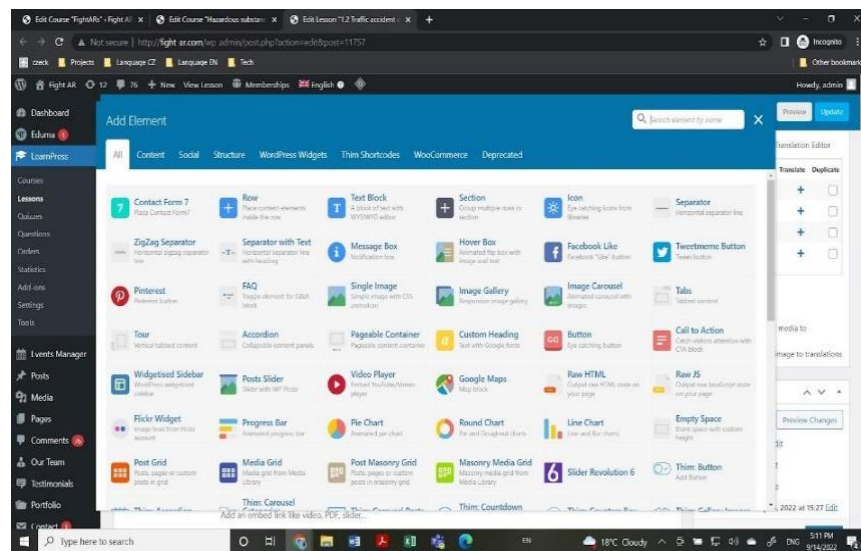 Edit Course "FightARs" ‹ Fight AR
Edit Course "Hazardous substanc
Edit Lesson "1.2 Traffic accident
Not secure | http://fight ar.com/wp admin/post.php?action=edit&post=11757
Incognito
czeck Projects Language CZ Language EN Tech Other bookmark
Fight AR 12 76 New View Lesson Memberships English Howdy, admin
Dashboard
Eduma 1
LearnPress
Courses
Lessons
Quizzes
Questions
Orders
Statistics
Add-ons
Settings
Tools
Events Manager
Posts
Media
Pages
Comments
Our Team
Testimonials
Portfolio
Contact
Add Element
Search element by name
Preview Update
All Content Social Structure WordPress Widgets Thim Shortcodes WooCommerce Deprecated
Translation Editor
Translate Duplicate
Contact Form 7
Place Contact Form7
Row
Place content elements inside the row
Text Block
A block of text with WYSIWYG editor
Section
Group multiple rows in section
Icon
Eye catching icons from libraries
Separator
Horizontal separator line
ZigZag Separator
Horizontal zigzag separator line
Separator with Text
Horizontal separator line with heading
Message Box
Notification box
Hover Box
Animated flip box with image and text
Facebook Like
Facebook "Like" button
Tweetmeme Button
Tweet button
Pinterest
Pinterest button
FAQ
Toggle element for Q&A block
Single Image
Simple image with CSS animation
Image Gallery
Responsive image gallery
Image Carousel
Animated carousel with images
Tabs
Tabbed content
Tour
Vertical tabbed content
Accordion
Collapsible content panels
Pageable Container
Pageable content container
Custom Heading
Text with Google fonts
Button
Eye catching button
Call to Action
Catch visitors attention with CTA block
Widgetised Sidebar
WordPress widgetised sidebar
Posts Slider
Slider with WP Posts
Video Player
Embed YouTube/Vimeo player
Google Maps
Map block
Raw HTML
Output raw HTML code on your page
Raw JS
Output raw JavaScript code on your page
Flickr Widget
Image feed from Flickr account
Progress Bar
Animated progress bar
Pie Chart
Animated pie chart
Round Chart
Pie and Doughnut charts
Line Chart
Line and Bar charts
Empty Space
Blank space with custom height
Post Grid
Posts, pages or custom posts in grid
Media Grid
Media grid from Media Library
Post Masonry Grid
Posts, pages or custom posts in masonry grid
Masonry Media Grid
Masonry media grid from Media Library
Slider Revolution 6
Thim: Button
Add Button
Thim: Carousel
Thim: Countdown
media to
image to translations
Preview Changes
2022 at 15:27 Edit
Add an embed link like video, PDF, slider...
Type here to search
EN
18°C Cloudy
ENG
5:11 PM
9/14/2022